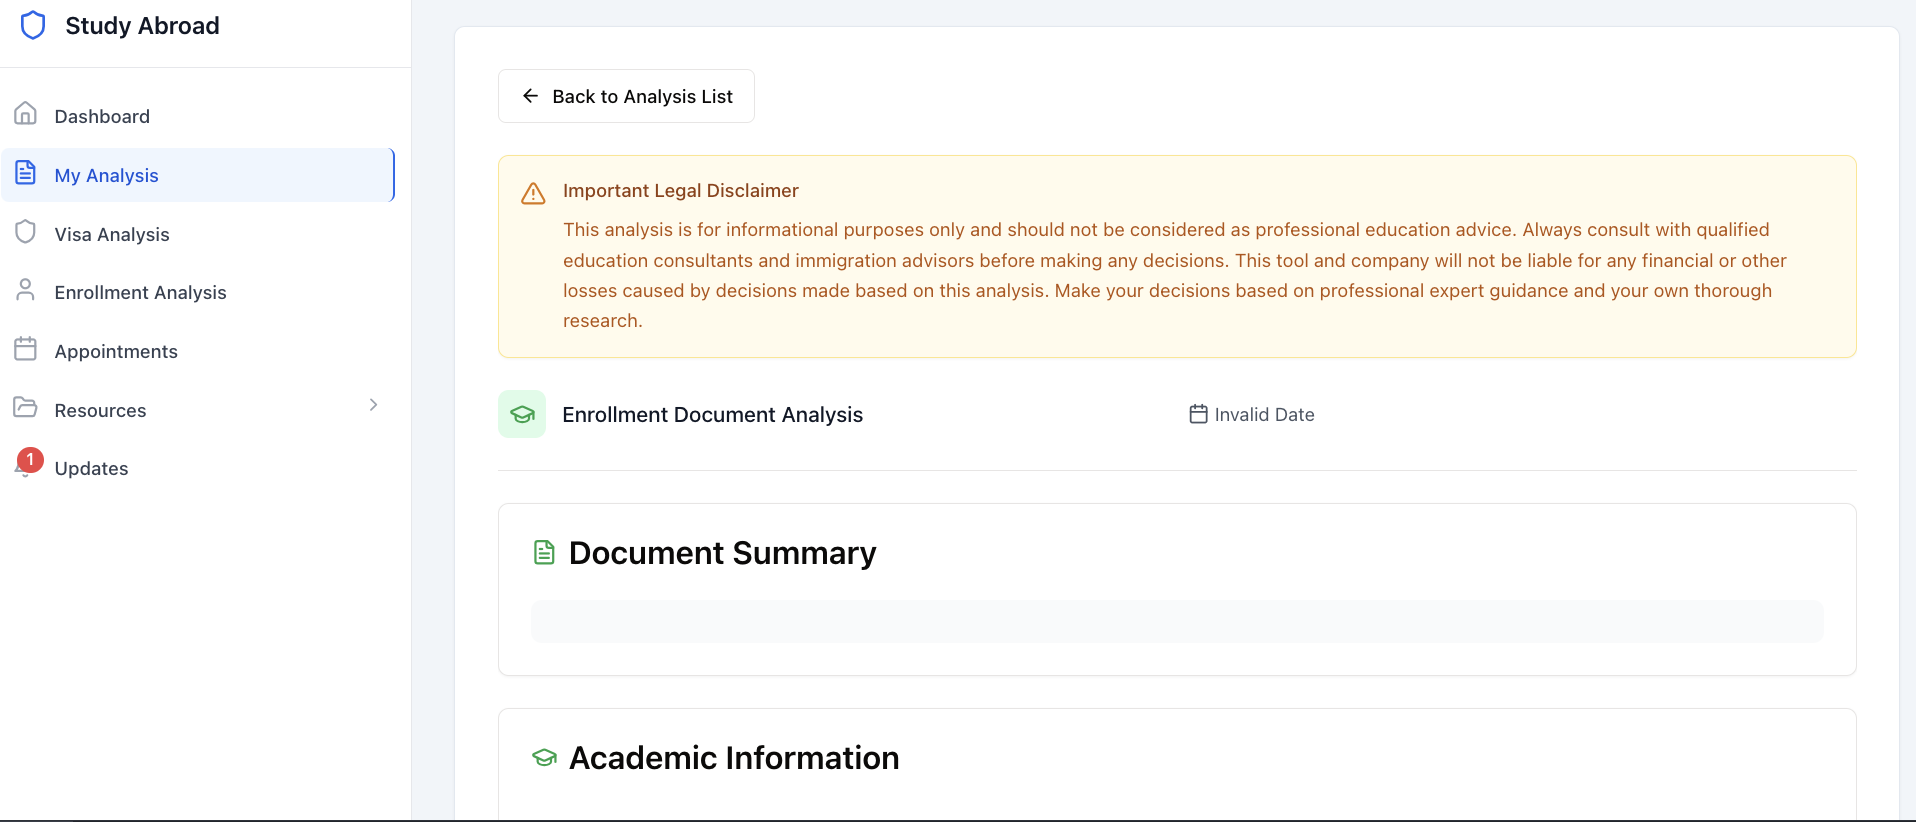 Study Abroad
Dashboard
My Analysis
Visa Analysis
Enrollment Analysis
Appointments
Resources
1
Updates
Back to Analysis List
Important Legal Disclaimer
This analysis is for informational purposes only and should not be considered as professional education advice. Always consult with qualified
education consultants and immigration advisors before making any decisions. This tool and company will not be liable for any financial or other
losses caused by decisions made based on this analysis. Make your decisions based on professional expert guidance and your own thorough
research.
Enrollment Document Analysis
Invalid Date
Document Summary
Academic Information